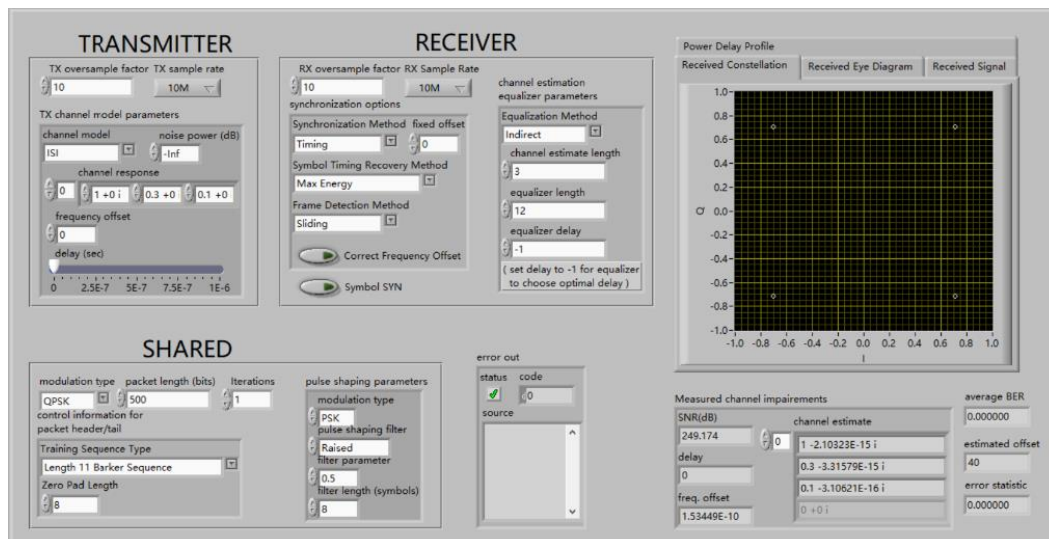 TRANSMITTER
TX oversample factor TX sample rate
10 10M
TX channel model parameters
channel model noise power (dB)
ISI -Inf
channel response
0 1 +0 i 0.3 +0 0.1 +0
frequency offset
0
delay (sec)
0 2.5E-7 5E-7 7.5E-7 1E-6
RECEIVER
RX oversample factor RX Sample Rate
10 10M
synchronization options
Synchronization Method fixed offset
Timing 0
Symbol Timing Recovery Method
Max Energy
Frame Detection Method
Sliding
Correct Frequency Offset
Symbol SYN
channel estimation
equalizer parameters
Equalization Method
Indirect
channel estimate length
3
equalizer length
12
equalizer delay
-1
( set delay to -1 for equalizer
to choose optimal delay )
Power Delay Profile
Received Constellation Received Eye Diagram Received Signal
1.0
0.8
0.6
0.4
0.2
0.0
-0.2
-0.4
-0.6
-0.8
-1.0
Q
-1.0 -0.8 -0.6 -0.4 -0.2 0.0 0.2 0.4 0.6 0.8 1.0
I
SHARED
modulation type packet length (bits) Iterations
QPSK 500 1
control information for
packet header/tail
Training Sequence Type
Length 11 Barker Sequence
Zero Pad Length
8
pulse shaping parameters
modulation type
PSK
pulse shaping filter
Raised
filter parameter
0.5
filter length (symbols)
8
error out
status code
0
source
Measured channel impairements
SNR(dB)
249.174
delay
0
freq. offset
1.53449E-10
channel estimate
0
1 -2.10323E-15 i
0.3 -3.31579E-15 i
0.1 -3.10621E-16 i
0 +0 i
average BER
0.000000
estimated offset
40
error statistic
0.000000